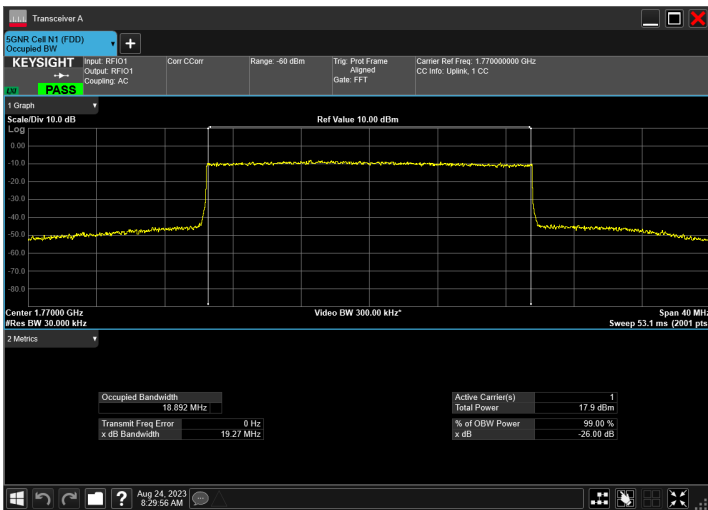 Transceiver A
5GNR Cell N1 (FDD)
Occupied BW
KEYSIGHT
PASS
Input: RFIO1
Output: RFIO1
Coupling: AC
Corr CCorr
Range: -60 dBm
Trig: Prot Frame
Aligned
Gate: FFT
Carrier Ref Freq: 1.770000000 GHz
CC Info: Uplink, 1 CC
1 Graph
Scale/Div 10.0 dB
Ref Value 10.00 dBm
Log
0.00
-10.0
-20.0
-30.0
-40.0
-50.0
-60.0
-70.0
-80.0
Center 1.77000 GHz
Video BW 300.00 kHz*
Span 40 MHz
#Res BW 30.000 kHz
Sweep 53.1 ms (2001 pts
2 Metrics
Occupied Bandwidth
18.892 MHz
Transmit Freq Error 0 Hz
x dB Bandwidth 19.27 MHz
Active Carrier(s) 1
Total Power 17.9 dBm
% of OBW Power 99.00 %
x dB -26.00 dB
?
Aug 24, 2023
8:29:56 AM